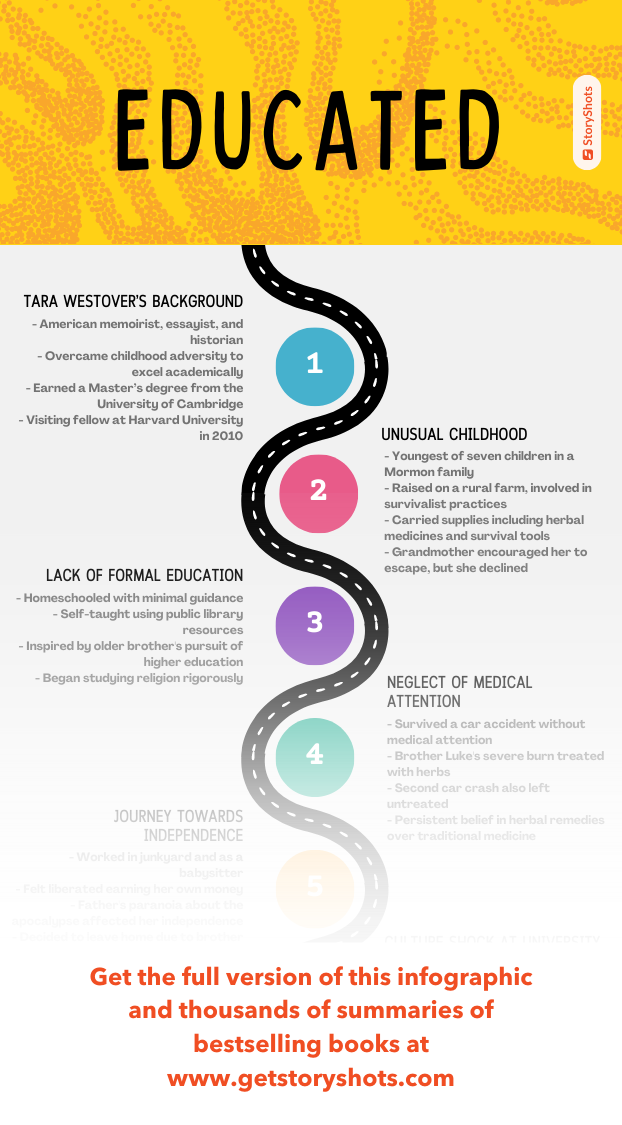 EDUCATED
StoryShots
TARA WESTOVER'S BACKGROUND
- American memoirist, essayist, and
historian
- Overcame childhood adversity to
excel academically
- Earned a Master's degree from the
University of Cambridge
- Visiting fellow at Harvard University
in 2010
1
UNUSUAL CHILDHOOD
- Youngest of seven children in a
Mormon family
- Raised on a rural farm, involved in
survivalist practices
- Carried supplies including herbal
medicines and survival tools
- Grandmother encouraged her to
escape, but she declined
2
LACK OF FORMAL EDUCATION
- Homeschooled with minimal guidance
- Self-taught using public library
resources
- Inspired by older brother's pursuit of
higher education
- Began studying religion rigorously
3
NEGLECT OF MEDICAL
ATTENTION
- Survived a car accident without
medical attention
- Brother Luke's severe burn treated
with herbs
- Second car crash also left
untreated
- Persistent belief in herbal remedies
over traditional medicine
4
JOURNEY TOWARDS
INDEPENDENCE
- Worked in junkyard and as a
babysitter
- Felt liberated earning her own money
- Father's paranoia about the
apocalypse affected her independence
5
CULTURE SHOCK AT UNIVERSITY
Get the full version of this infographic
and thousands of summaries of
bestselling books at
www.getstoryshots.com